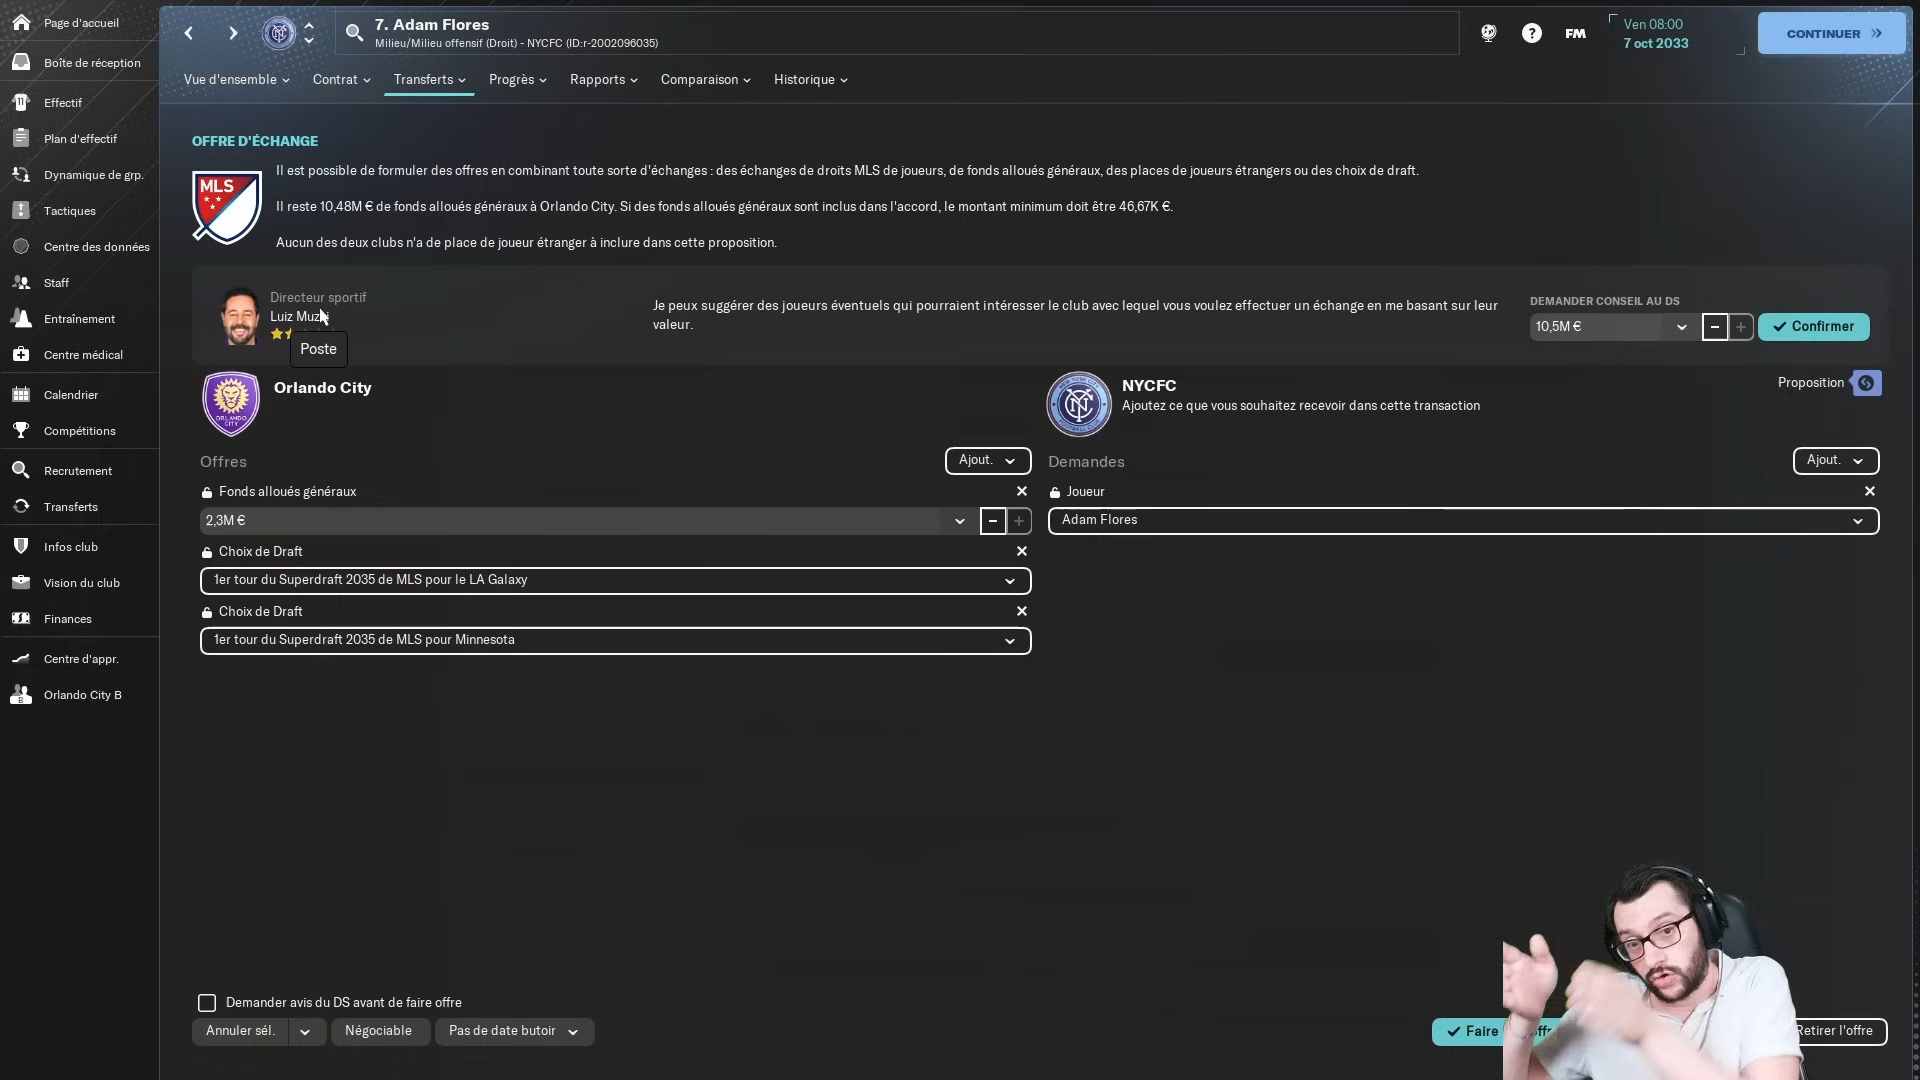 Page d'accueil
Boîte de réception
Effectif
Plan d'effectif
Dynamique de grp.
Tactiques
Centre des données
Staff
Entraînement
Centre médical
Calendrier
Compétitions
Recrutement
Transferts
Infos club
Vision du club
Finances
Centre d'appr.
Orlando City B
7. Adam Flores
Milieu/Milieu offensif (Droit) - NYCFC (ID:r-2002096035)
FM
Ven 08:00
7 oct 2033
CONTINUER
Vue d'ensemble
Contrat
Transferts
Progrès
Rapports
Comparaison
Historique
OFFRE D'ÉCHANGE
MLS
Il est possible de formuler des offres en combinant toute sorte d'échanges : des échanges de droits MLS de joueurs, de fonds alloués généraux, des places de joueurs étrangers ou des choix de draft.
Il reste 10,48M € de fonds alloués généraux à Orlando City. Si des fonds alloués généraux sont inclus dans l'accord, le montant minimum doit être 46,67K €.
Aucun des deux clubs n'a de place de joueur étranger à inclure dans cette proposition.
Directeur sportif
Luiz
Poste
Je peux suggérer des joueurs éventuels qui pourraient intéresser le club avec lequel vous voulez effectuer un échange en me basant sur leur
valeur.
DEMANDER CONSEIL AU DS
10,5M €
Confirmer
ORLANDO
CITY
Orlando City
NYCFC
Ajoutez ce que vous souhaitez recevoir dans cette transaction
Proposition
Offres
Ajout.
Demandes
Ajout.
Fonds alloués généraux
2,3M €
Choix de Draft
1er tour du Superdraft 2035 de MLS pour le LA Galaxy
Choix de Draft
1er tour du Superdraft 2035 de MLS pour Minnesota
Joueur
Adam Flores
Demander avis du DS avant de faire offre
Annuler sél.
Négociable
Pas de date butoir
Faire
Retirer l'offre